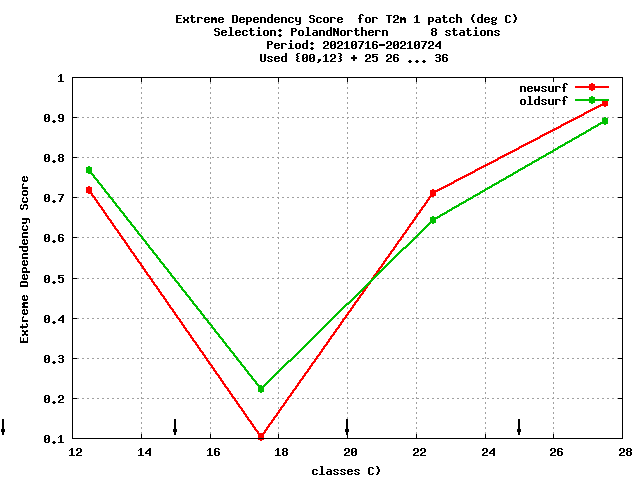 Extreme Dependency Score  for T2m 1 patch (deg C)
Selection: PolandNorthern      8 stations
Period: 20210716-20210724
Used {00,12} + 25 26 ... 36
newsurf
oldsurf
Extreme Dependency Score
1
0.9
0.8
0.7
0.6
0.5
0.4
0.3
0.2
0.1
12 14 16 18 20 22 24 26 28
classes C)